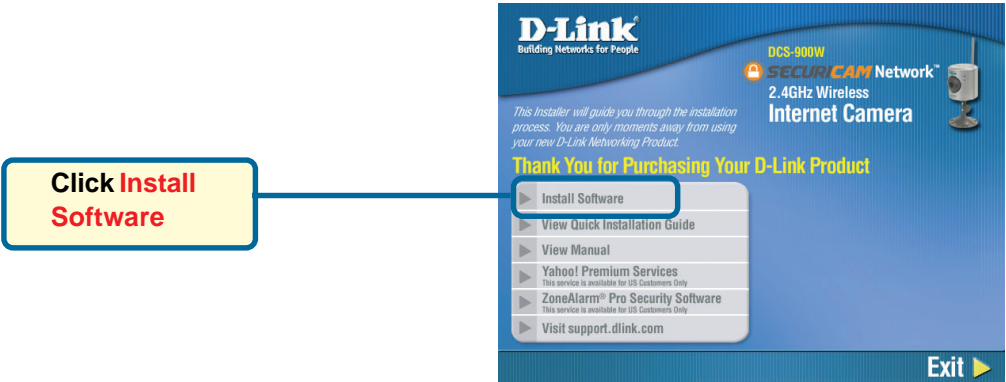 Click Install
Software
D-Link
Building Networks for People
DCS-900W
SECURICAM Network™
2.4GHz Wireless
Internet Camera
This Installer will guide you through the installation
process. You are only moments away from using
your new D-Link Networking Product.
Thank You for Purchasing Your D-Link Product
Install Software
View Quick Installation Guide
View Manual
Yahoo! Premium Services
This service is available for US Customers Only
ZoneAlarm® Pro Security Software
This service is available for US Customers Only
Visit support.dlink.com
Exit